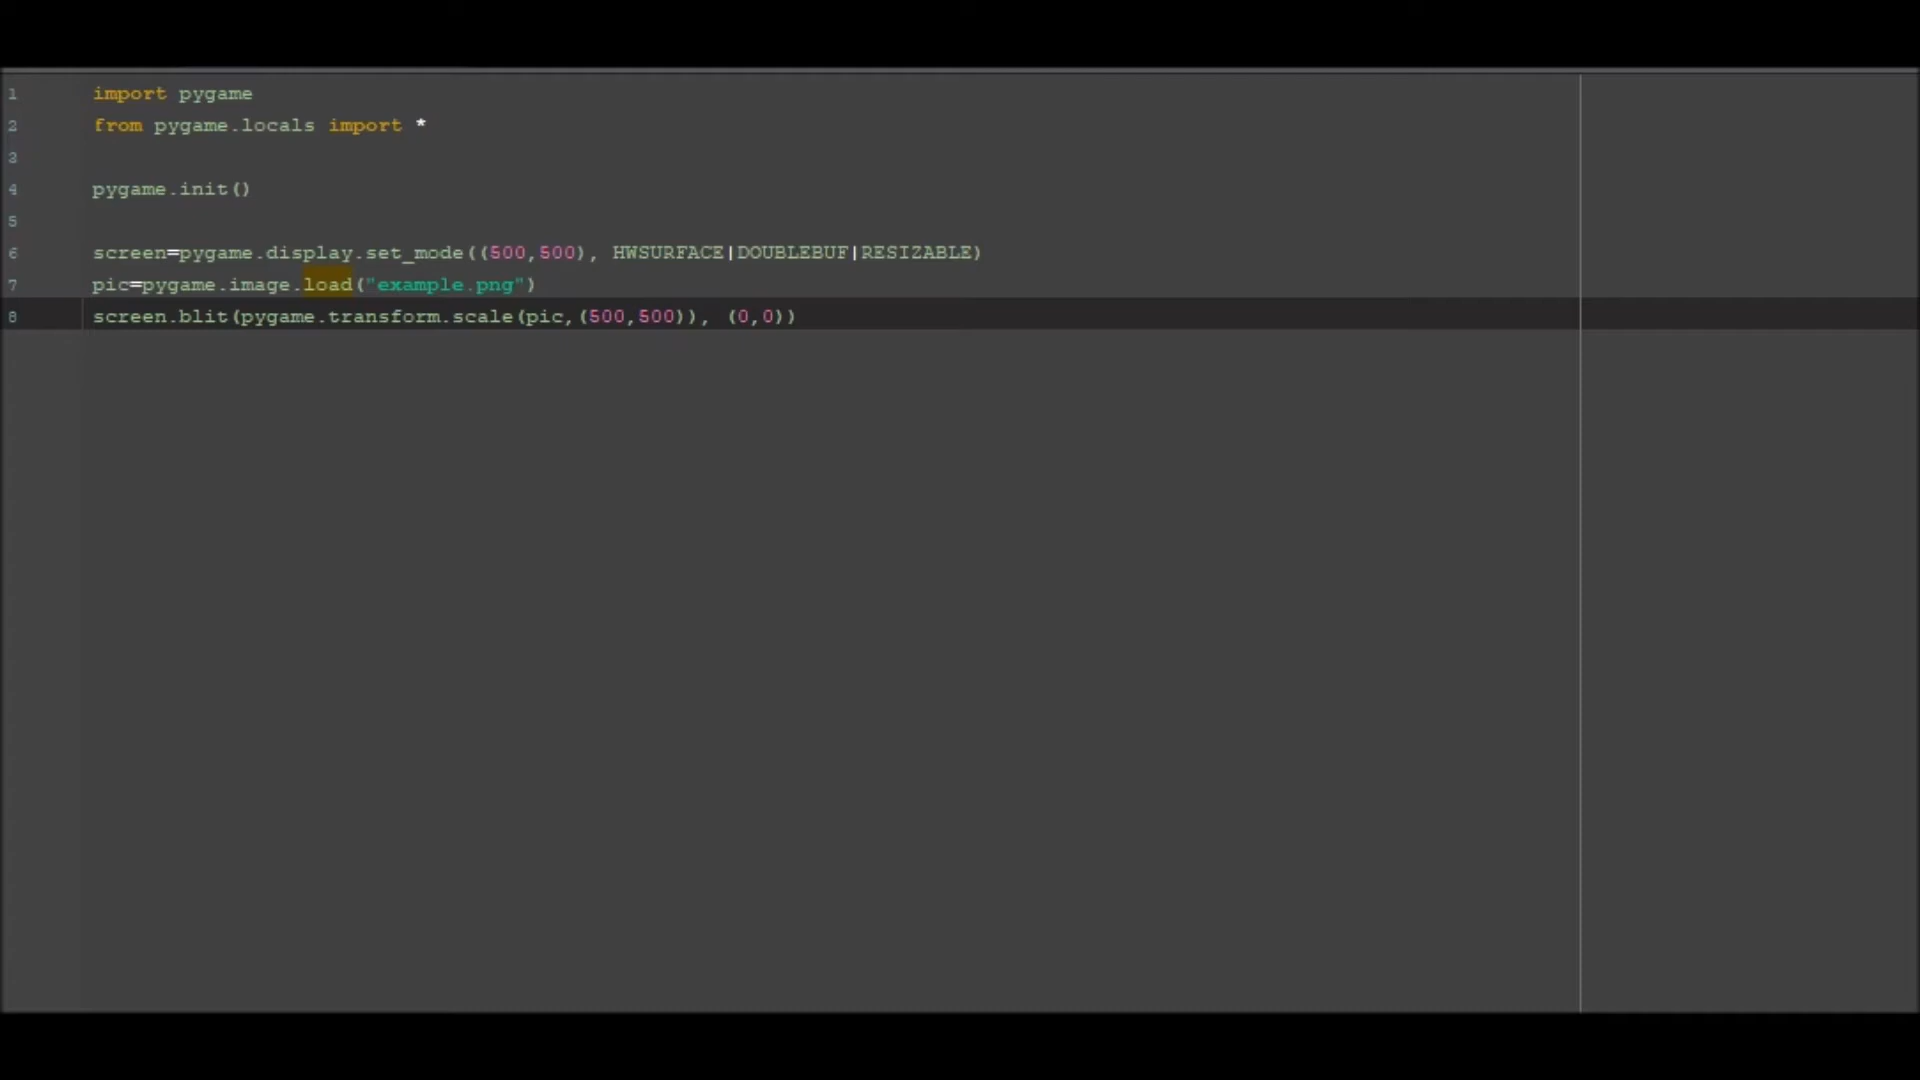 1 import pygame
2 from pygame.locals import *
3
4 pygame.init()
5
6 screen=pygame.display.set_mode((500,500), HWSURFACE|DOUBLEBUF|RESIZABLE)
7 pic=pygame.image.load("example.png")
8 screen.blit(pygame.transform.scale(pic,(500,500)), (0,0))